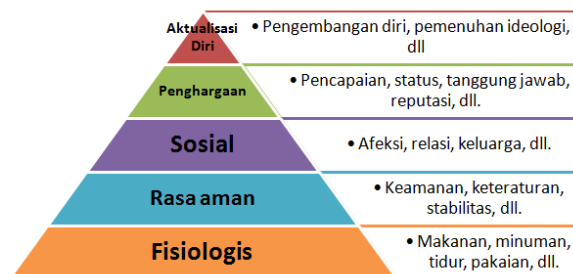 Aktualisasi
Diri
• Pengembangan diri, pemenuhan ideologi,
dll
Penghargaan
• Pencapaian, status, tanggung jawab,
reputasi, dll.
Sosial
• Afeksi, relasi, keluarga, dll.
Rasa aman
• Keamanan, keteraturan,
stabilitas, dll.
Fisiologis
• Makanan, minuman,
tidur, pakaian, dll.